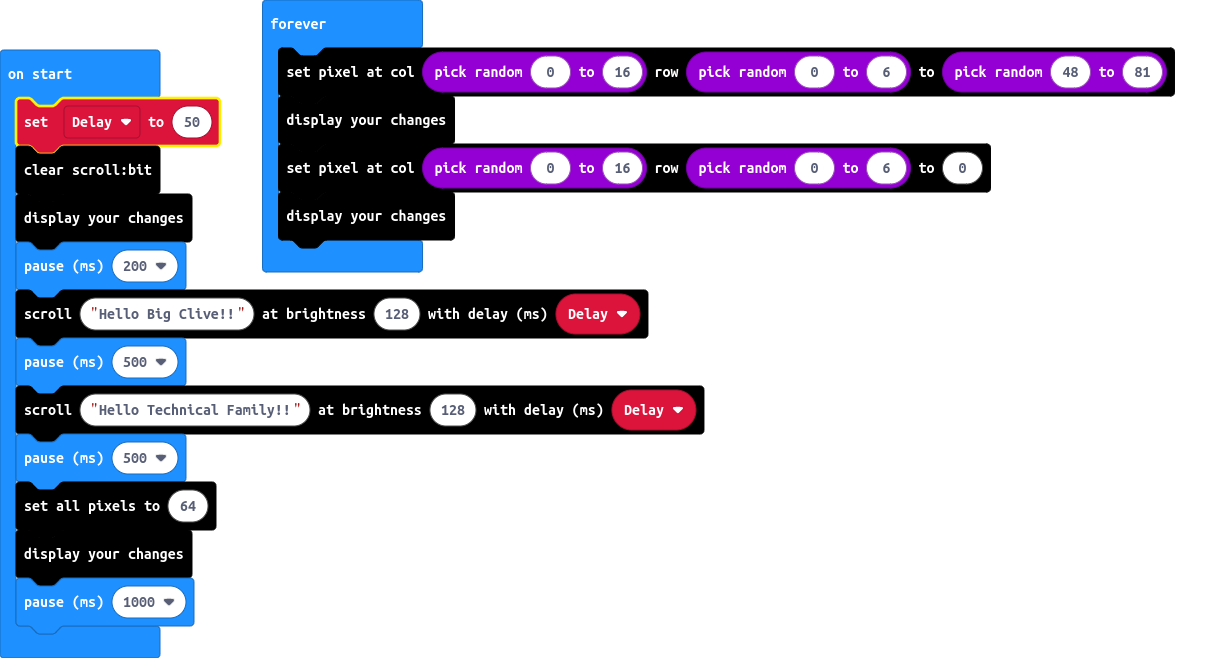 on start
set Delay to 50
clear scroll:bit
display your changes
pause (ms) 200
scroll "Hello Big Clive!!" at brightness 128 with delay (ms) Delay
pause (ms) 500
scroll "Hello Technical Family!!" at brightness 128 with delay (ms) Delay
pause (ms) 500
set all pixels to 64
display your changes
pause (ms) 1000
forever
set pixel at col pick random 0 to 16 row pick random 0 to 6 to pick random 48 to 81
display your changes
set pixel at col pick random 0 to 16 row pick random 0 to 6 to 0
display your changes